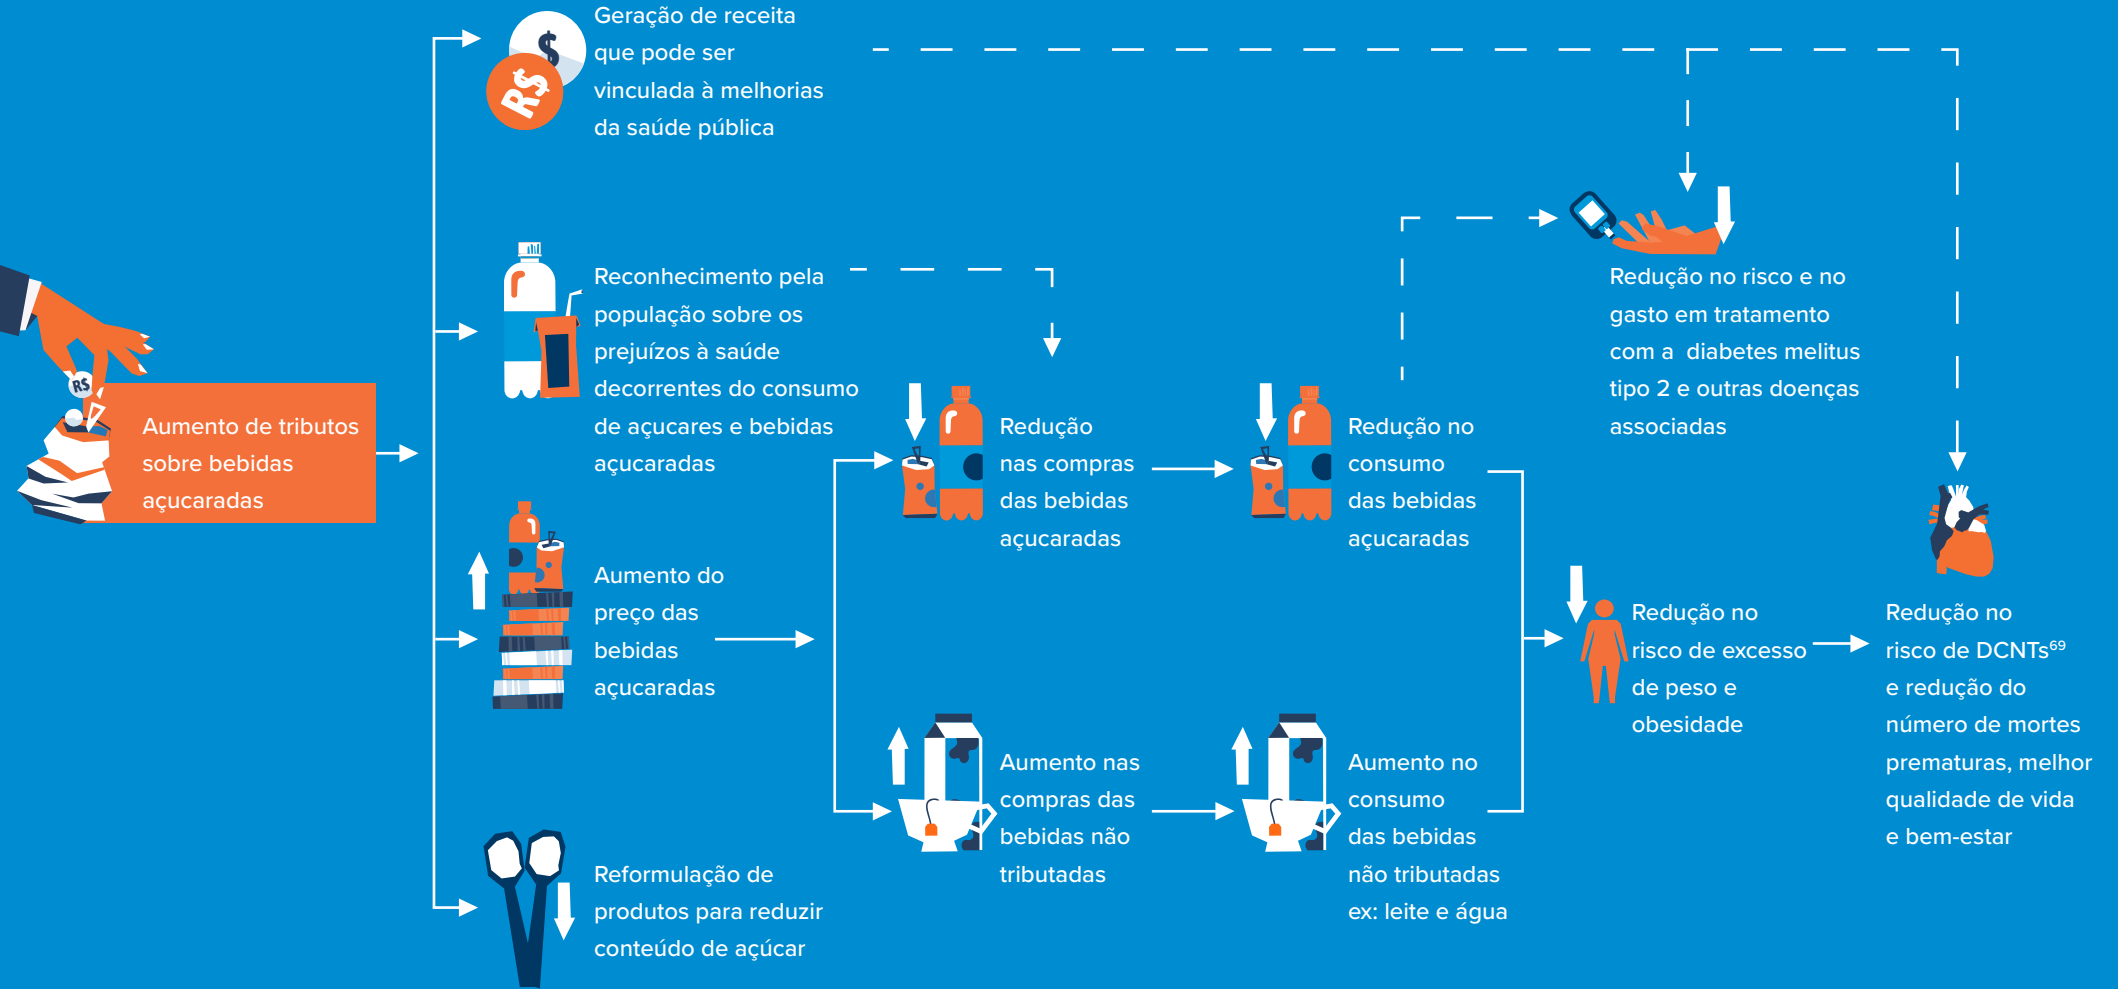 Geração de receita
que pode ser
vinculada à melhorias
da saúde pública
$
R$
Reconhecimento pela
população sobre os
prejuízos à saúde
decorrentes do consumo
de açucares e bebidas
açucaradas
R$
Aumento de tributos
sobre bebidas
açucaradas
Aumento do
preço das
bebidas
açucaradas
Reformulação de
produtos para reduzir
conteúdo de açúcar
Redução
nas compras
das bebidas
açucaradas
Aumento nas
compras das
bebidas não
tributadas
Redução no
consumo
das bebidas
açucaradas
Aumento no
consumo
das bebidas
não tributadas
ex: leite e água
Redução no risco e no
gasto em tratamento
com a  diabetes melitus
tipo 2 e outras doenças
associadas
Redução no
risco de excesso
de peso e
obesidade
Redução no
risco de DCNTs⁶⁹
e redução do
número de mortes
prematuras, melhor
qualidade de vida
e bem-estar